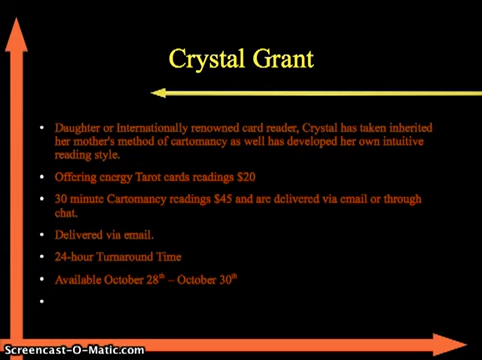 Crystal Grant
• Daughter or Internationally renowned card reader, Crystal has taken inherited
her mother's method of cartomancy as well has developed her own intuitive
reading style.
• Offering energy Tarot cards readings $20
• 30 minute Cartomancy readings $45 and are delivered via email or through
chat.
• Delivered via email.
• 24-hour Turnaround Time
• Available October 28th – October 30th
•
Screencast-O-Matic.com